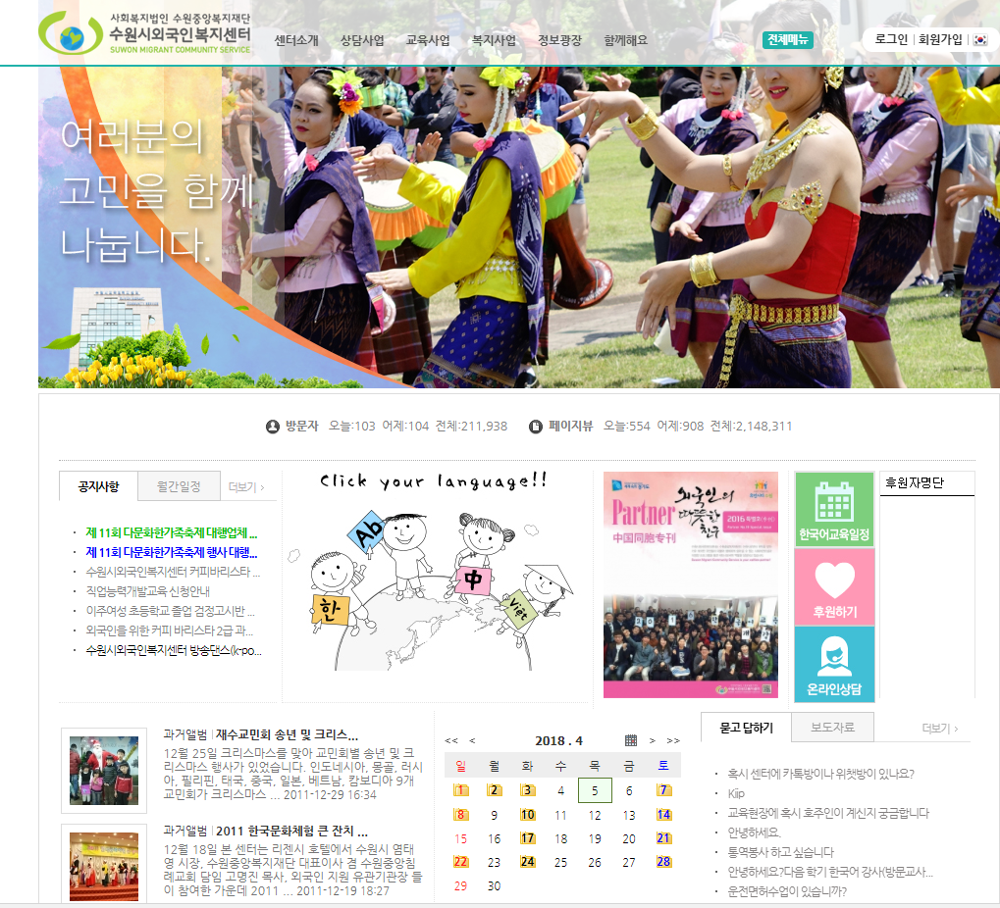 사회복지법인 수원중앙복지재단
수원시외국인복지센터
SUWON MIGRANT COMMUNITY SERVICE
센터소개 상담사업 교육사업 복지사업 정보광장 함께해요
전체메뉴
로그인 | 회원가입 |
여러분의
고민을 함께
나눕니다.
방문자 오늘:103 어제:104 전체:211,938 페이지뷰 오늘:554 어제:908 전체:2,148,311
공지사항 월간일정 더보기 >
· 제 11회 다문화한가족축제 대행업체 ...
· 제 11회 다문화한가족축제 행사 대행...
· 수원시외국인복지센터 커피바리스타 ...
· 직업능력개발교육 신청안내
· 이주여성 초등학교 졸업 검정고시반 ...
· 외국인을 위한 커피 바리스타 2급 과...
· 수원시외국인복지센터 방송댄스(k-po...
Click your language!!
Ab
한
中
Việt
외국인의
따뜻한
친구
Partner
中国同胞专刊
한국어교육일정
후원하기
온라인상담
후원자명단
과거앨범 | 재수교민회 송년 및 크리스...
12월 25일 크리스마스를 맞아 교민회별 송년 및 크
리스마스 행사가 있었습니다. 인도네시아, 몽골, 러시
아, 필리핀, 태국, 중국, 일본, 베트남, 캄보디아 9개
교민회가 크리스마스 ... 2011-12-29 16:34
과거앨범 | 2011 한국문화체험 큰 잔치 ...
12월 18일 본 센터는 리젠시 호텔에서 수원시 염태
영 시장, 수원중앙복지재단 대표이사 겸 수원중앙침
례교회 담임 고명진 목사, 외국인 지원 유관기관장 들
이 참여한 가운데 2011 ... 2011-12-19 18:27
<< < 2018 . 4 > >>
일 월 화 수 목 금 토
1 2 3 4 5 6 7
8 9 10 11 12 13 14
15 16 17 18 19 20 21
22 23 24 25 26 27 28
29 30
묻고 답하기 보도자료 더보기 >
· 혹시 센터에 카톡방이나 위챗방이 있나요?
· Kiip
· 교육현장에 혹시 호주인이 계신지 궁금합니다
· 안녕하세요.
· 통역봉사 하고 싶습니다
· 안녕하세요?다음 학기 한국어 강사(방문교사...
· 운전면허수업이 있습니까?